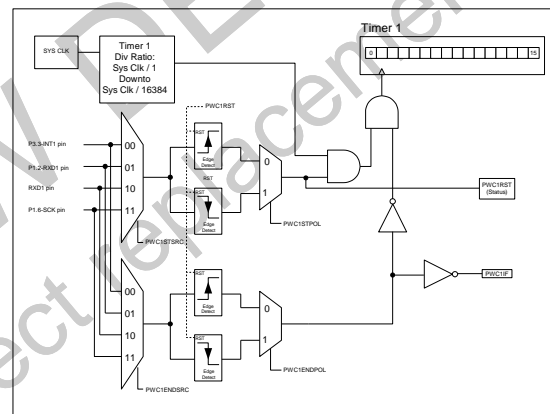 Timer 1
SYS CLK
Timer 1
Div Ratio:
Sys Clk / 1
Downto
Sys Clk / 16384
0
15
PWC1RST
P3.3-INT1 pin
00
RST
Edge
Detect
0
P1.2-RXD1 pin
01
RST
RXD1 pin
10
RST
1
PWC1RST
(Status)
P1.6-SCK pin
11
Edge
Detect
PWC1STPOL
PWC1STSRC
RST
Edge
Detect
PWC1IF
00
0
01
RST
10
1
11
Edge
Detect
PWC1ENDPOL
PWC1ENDSRC
W DE
ect replacement